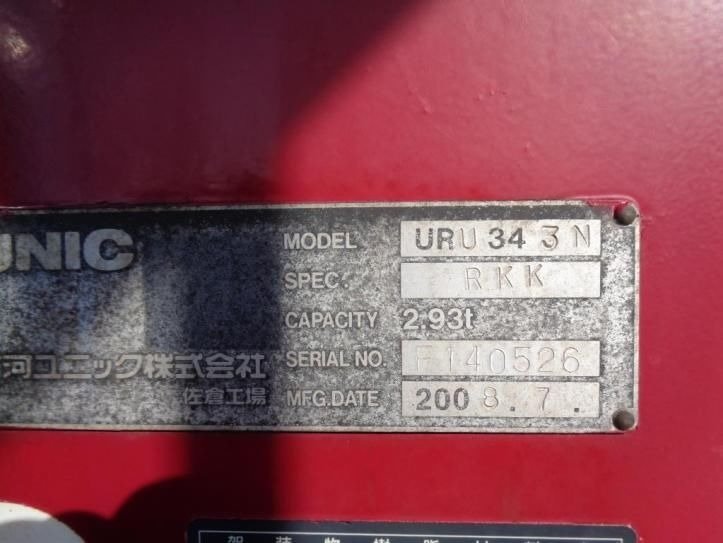 UNIC
MODEL URU343N
SPEC. RKK
CAPACITY 2.93t
河ユニック株式会社 SERIAL NO. F140526
佐倉工場 MFG.DATE 2008.7.